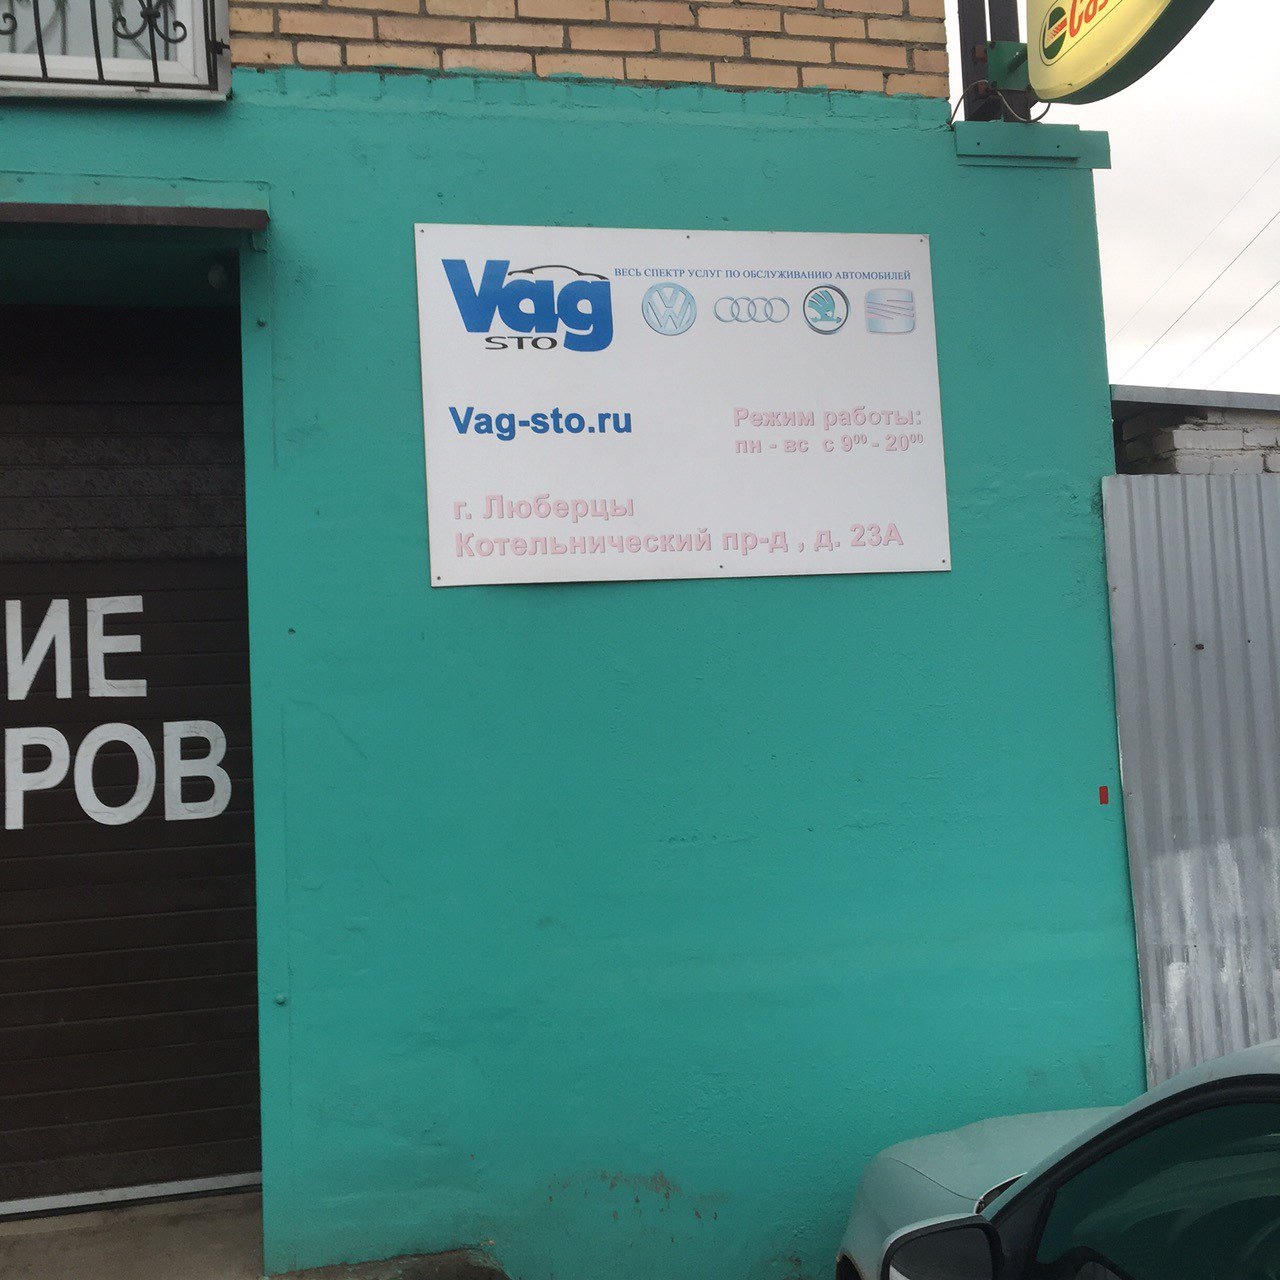 Vag
STO
ВЕСЬ СПЕКТР УСЛУГ ПО ОБСЛУЖИВАНИЮ АВТОМОБИЛЕЙ
Vag-sto.ru
Режим работы:
пн - вс с 9⁰⁰ - 20⁰⁰
г. Люберцы
Котельнический пр-д , д. 23А
ИЕ
РОВ